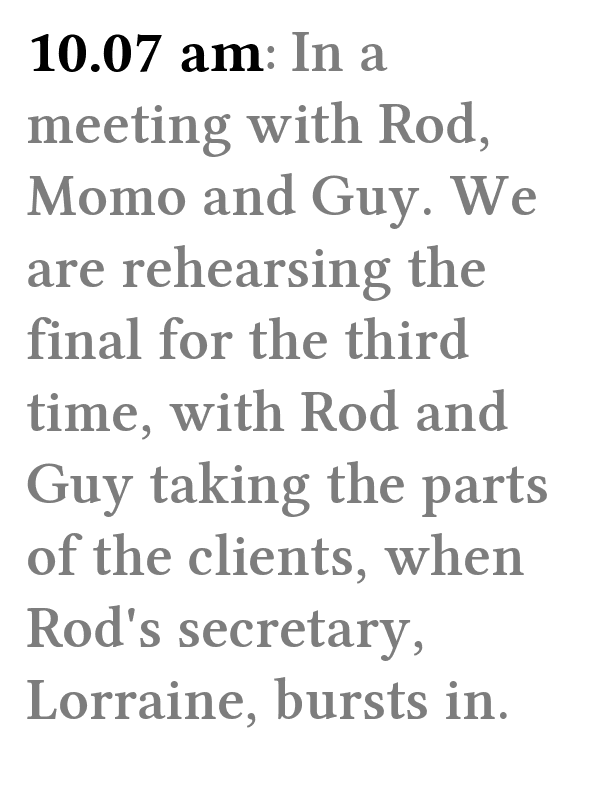 10.07 am: In a
meeting with Rod,
Momo and Guy. We
are rehearsing the
final for the third
time, with Rod and
Guy taking the parts
of the clients, when
Rod's secretary,
Lorraine, bursts in.